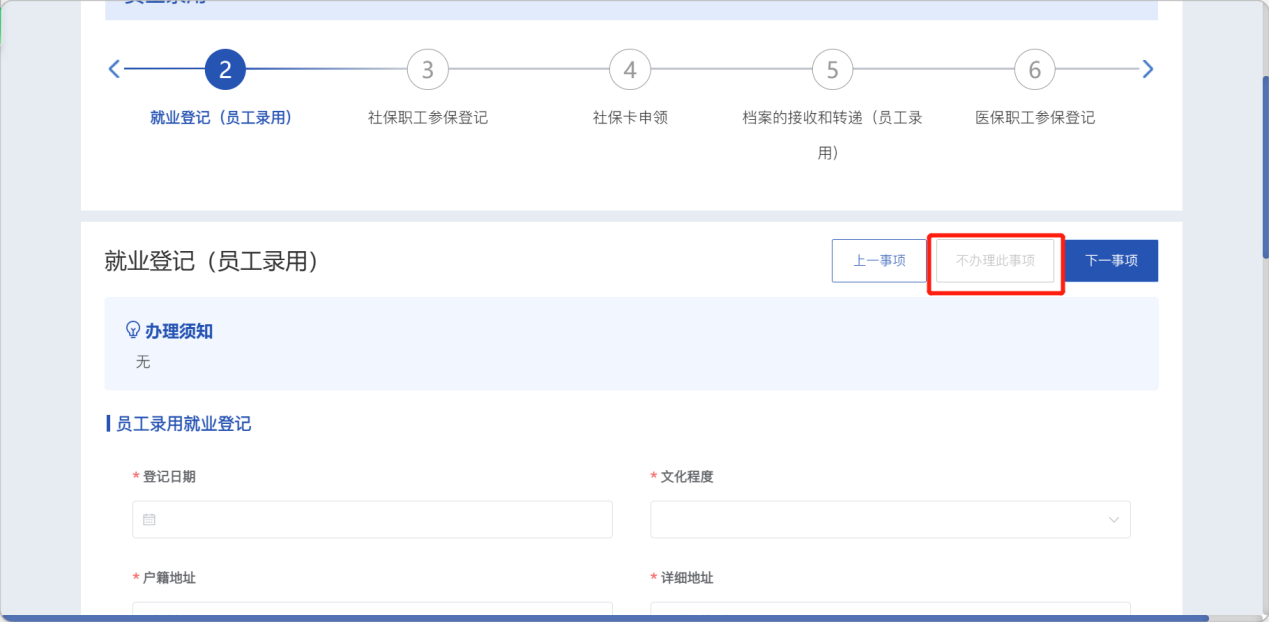 2
3
4
5
6
就业登记（员工录用）
社保职工参保登记
社保卡申领
档案的接收和转递（员工录
用）
医保职工参保登记
就业登记（员工录用）
上一事项
不办理此事项
下一事项
办理须知
无
员工录用就业登记
* 登记日期
* 文化程度
* 户籍地址
* 详细地址